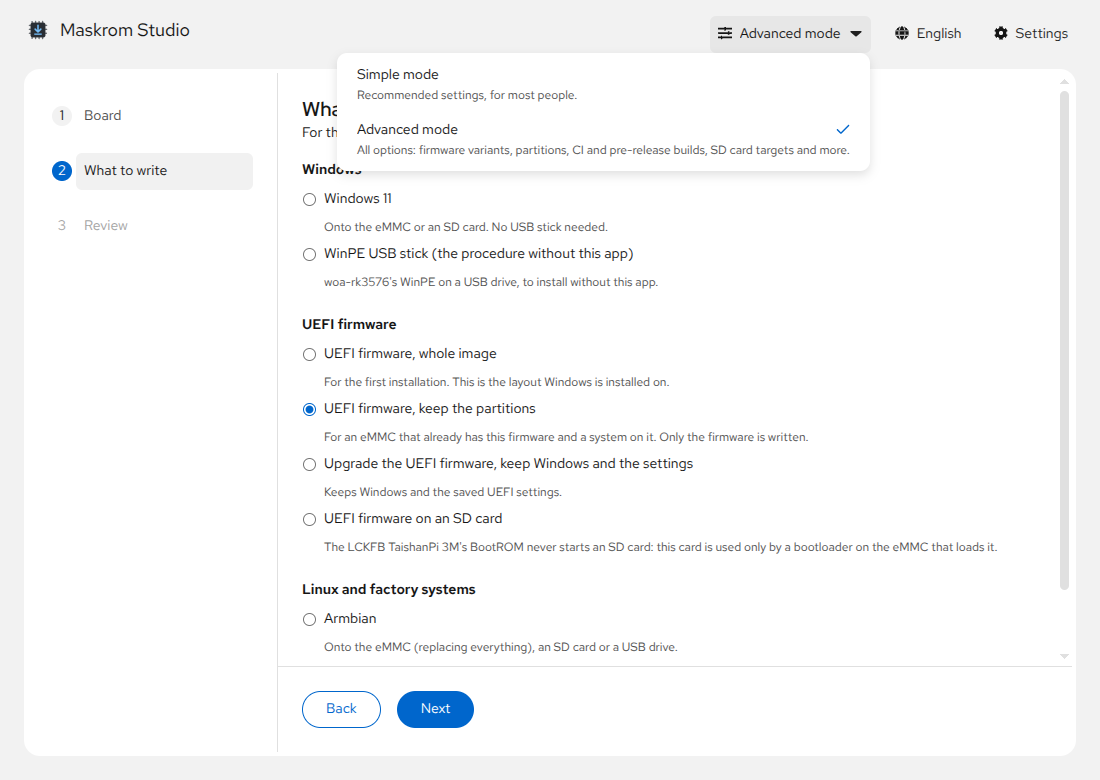 Maskrom Studio
Advanced mode
English
Settings
Simple mode
Recommended settings, for most people.
Advanced mode
All options: firmware variants, partitions, CI and pre-release builds, SD card targets and more.
1 Board
2 What to write
3 Review
Wha
For th
Windows
Windows 11
Onto the eMMC or an SD card. No USB stick needed.
WinPE USB stick (the procedure without this app)
woa-rk3576's WinPE on a USB drive, to install without this app.
UEFI firmware
UEFI firmware, whole image
For the first installation. This is the layout Windows is installed on.
UEFI firmware, keep the partitions
For an eMMC that already has this firmware and a system on it. Only the firmware is written.
Upgrade the UEFI firmware, keep Windows and the settings
Keeps Windows and the saved UEFI settings.
UEFI firmware on an SD card
The LCKFB TaishanPi 3M's BootROM never starts an SD card: this card is used only by a bootloader on the eMMC that loads it.
Linux and factory systems
Armbian
Onto the eMMC (replacing everything), an SD card or a USB drive.
Back
Next